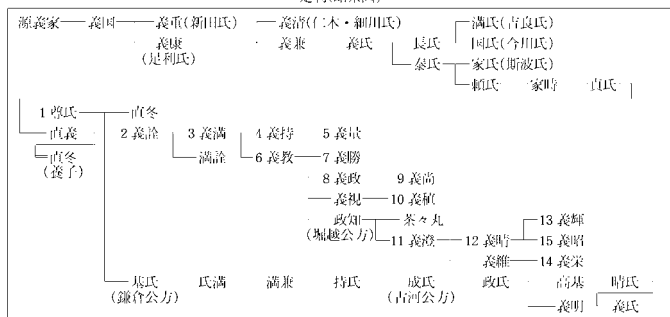 源義家 義国 義重(新田氏) 義清(仁木・細川氏) 満氏(吉良氏)
義康 義兼 義氏 長氏 国氏(今川氏)
(足利氏) 泰氏 家氏(斯波氏)
頼氏 家時 貞氏
1 尊氏 直冬
直義 2 義詮 3 義満 4 義持 5 義量
直冬 満詮 6 義教 7 義勝
(養子)
8 義政 9 義尚
義視 10 義稙
政知 茶々丸 13 義輝
(堀越公方) 11 義澄 12 義晴 15 義昭
義維 14 義栄
基氏 氏満 満兼 持氏 成氏 政氏 高基 晴氏
(鎌倉公方) (古河公方) 義明 義氏